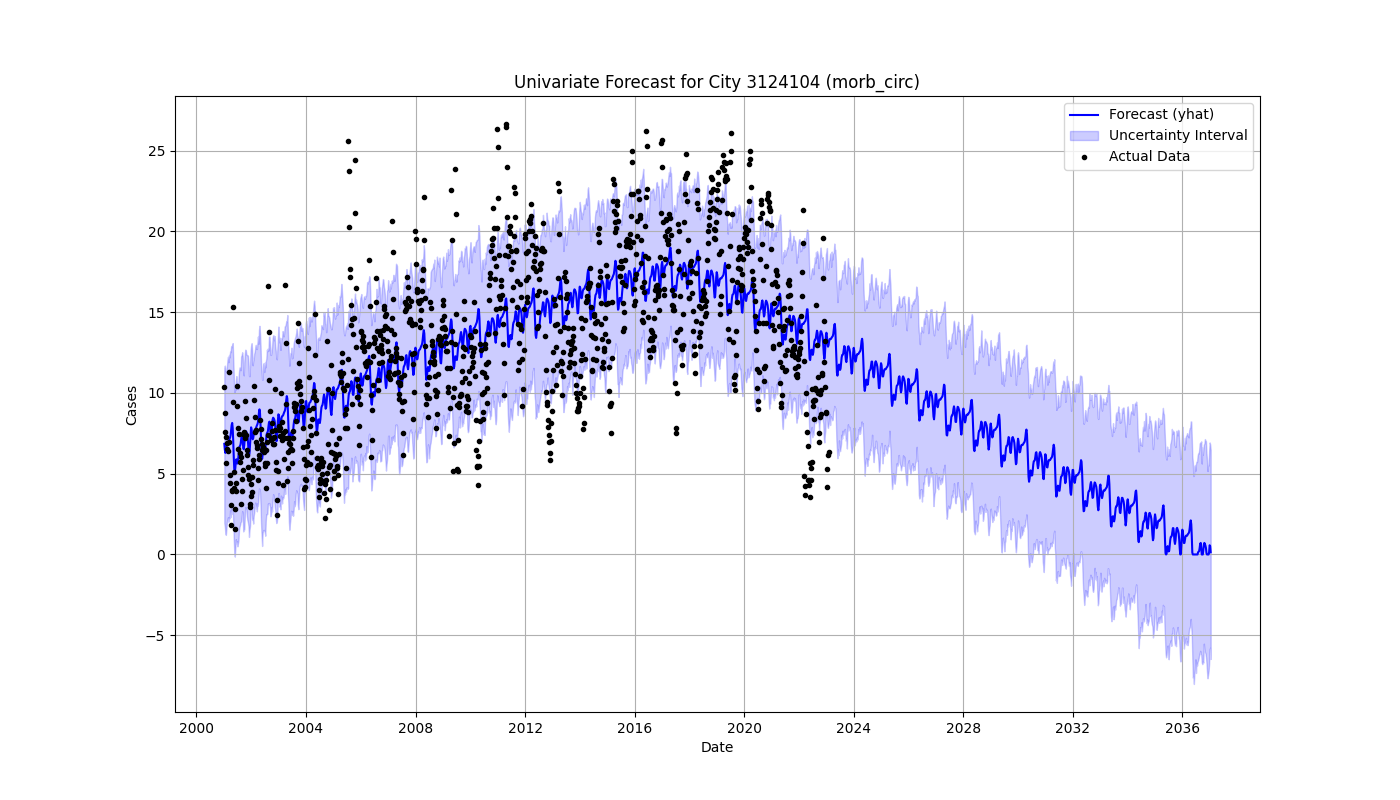 Univariate Forecast for City 3124104 (morb_circ)
Forecast (yhat)
Uncertainty Interval
Actual Data
Cases
25
20
15
10
5
0
−5
2000 2004 2008 2012 2016 2020 2024 2028 2032 2036
Date